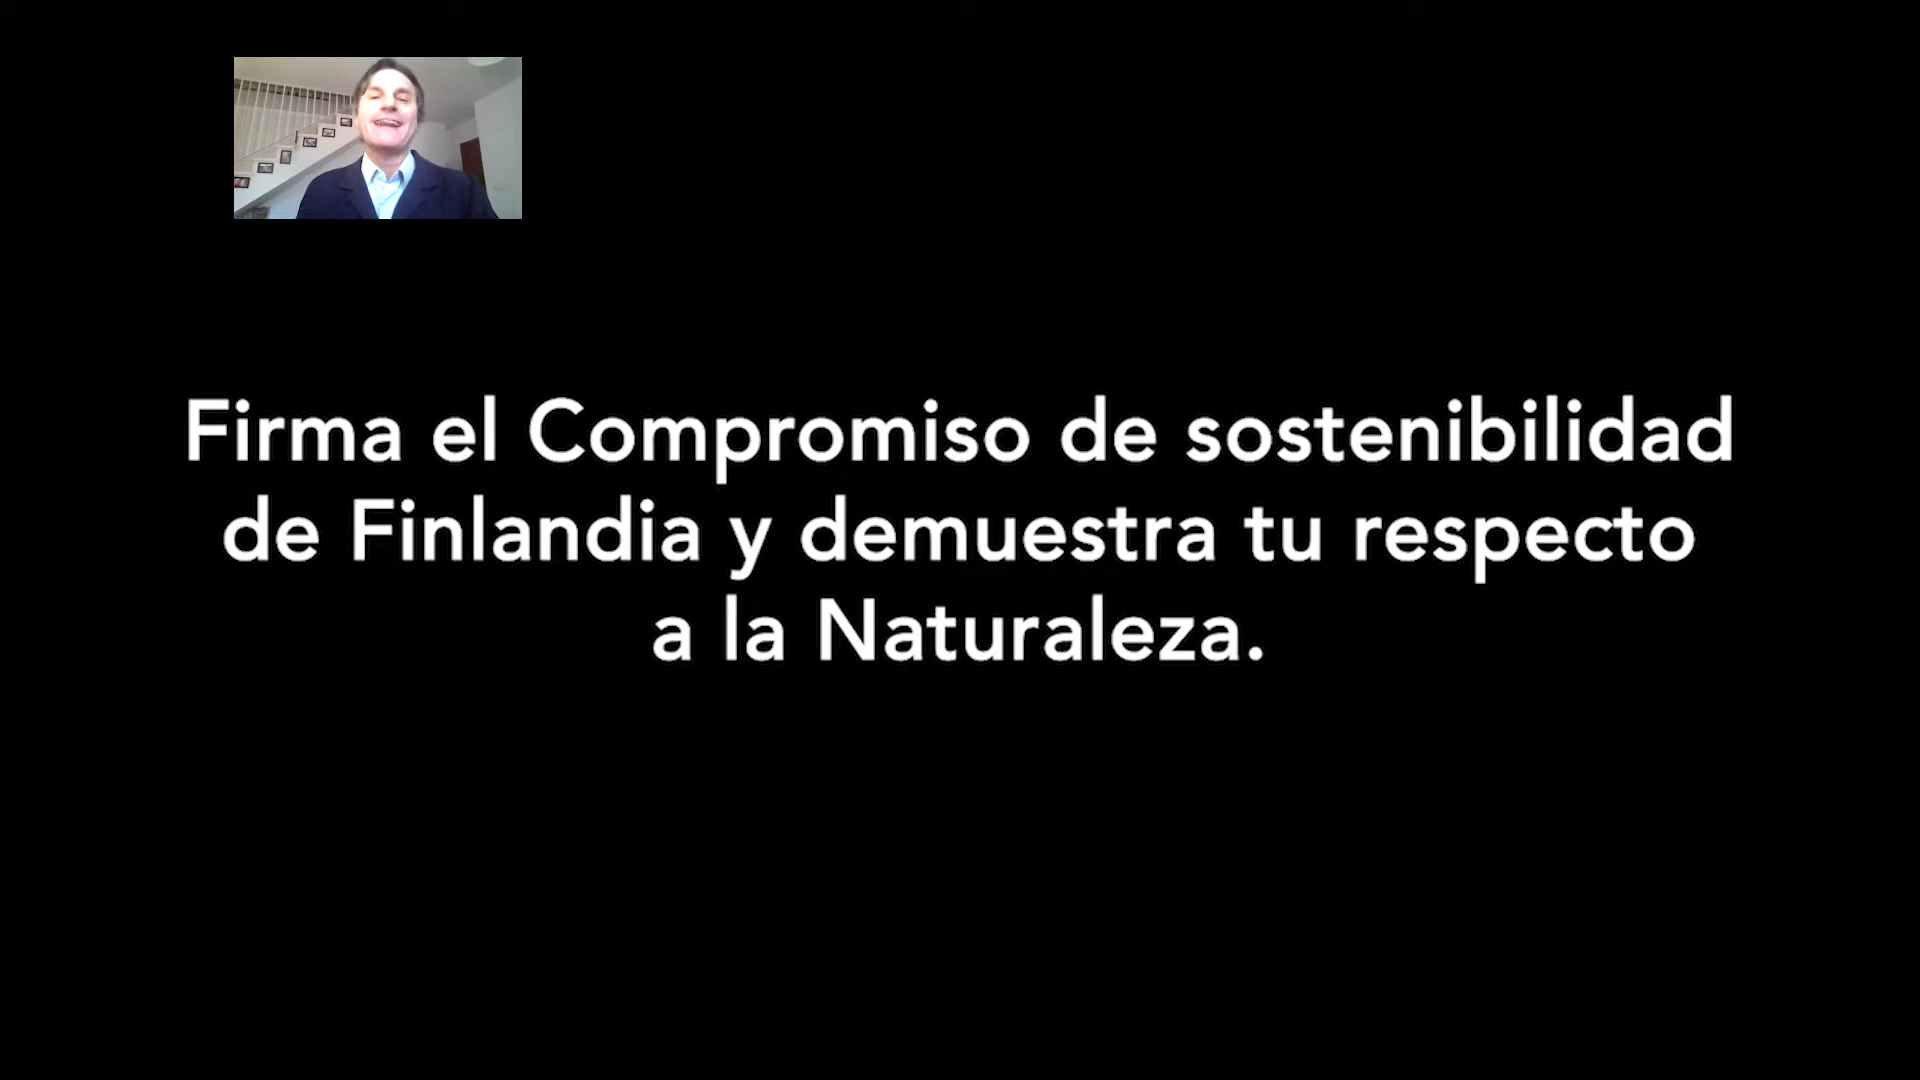 Firma el Compromiso de sostenibilidad
de Finlandia y demuestra tu respecto
a la Naturaleza.